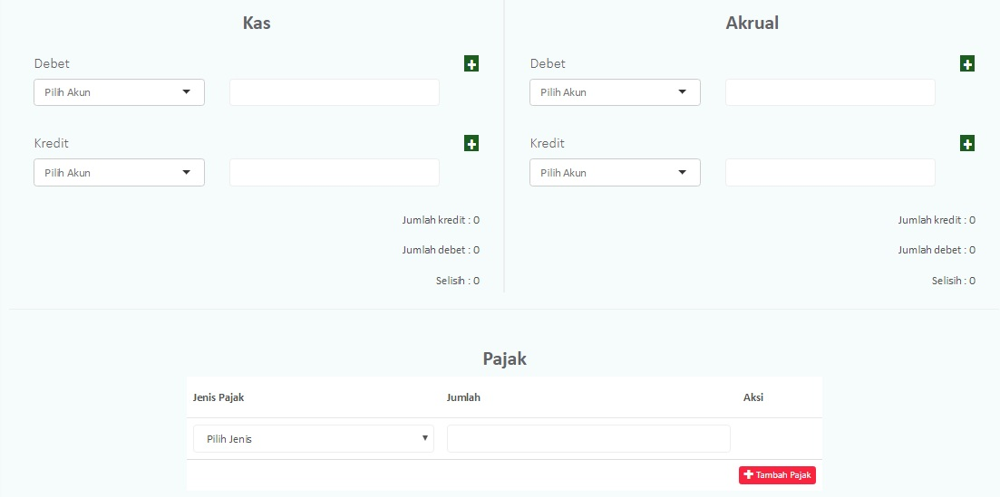 Kas
Debet
Pilih Akun
Kredit
Pilih Akun
Jumlah kredit : 0
Jumlah debet : 0
Selisih : 0
Akrual
Debet
Pilih Akun
Kredit
Pilih Akun
Jumlah kredit : 0
Jumlah debet : 0
Selisih : 0
Pajak
Jenis Pajak Jumlah Aksi
Pilih Jenis
Tambah Pajak